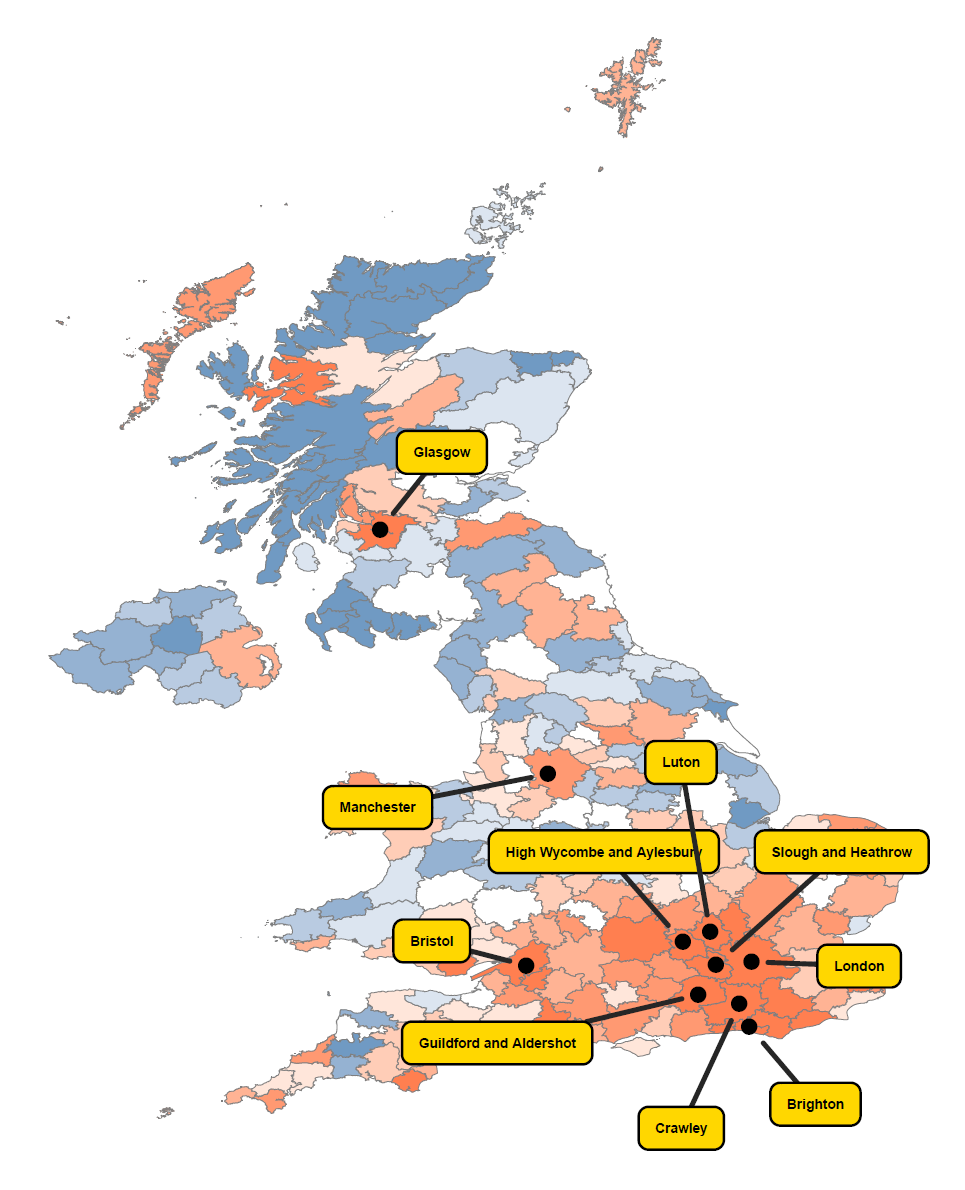 Glasgow
Luton
Manchester
High Wycombe and Aylesbury
Slough and Heathrow
Bristol
London
Guildford and Aldershot
Brighton
Crawley